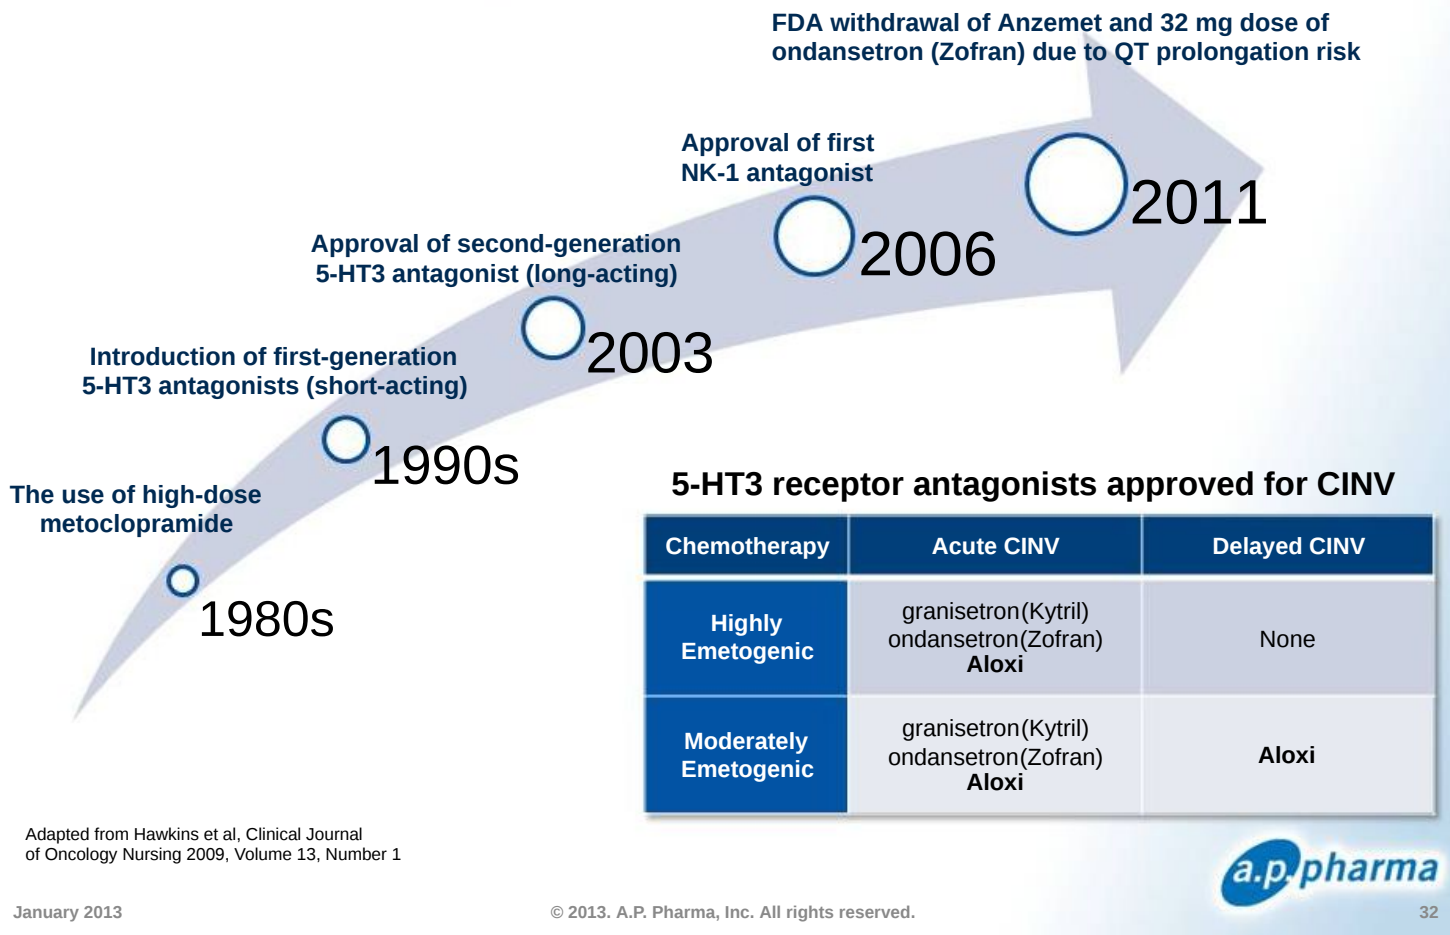 FDA withdrawal of Anzemet and 32 mg dose of
ondansetron (Zofran) due to QT prolongation risk
Approval of first
NK-1 antagonist
2011
Approval of second-generation
5-HT3 antagonist (long-acting)
2006
Introduction of first-generation
5-HT3 antagonists (short-acting)
2003
1990s
The use of high-dose
metoclopramide
1980s
5-HT3 receptor antagonists approved for CINV
Chemotherapy Acute CINV Delayed CINV
Highly
Emetogenic
granisetron(Kytril)
ondansetron(Zofran)
Aloxi
None
Moderately
Emetogenic
granisetron(Kytril)
ondansetron(Zofran)
Aloxi
Aloxi
Adapted from Hawkins et al, Clinical Journal
of Oncology Nursing 2009, Volume 13, Number 1
a.p. pharma
January 2013 © 2013. A.P. Pharma, Inc. All rights reserved. 32